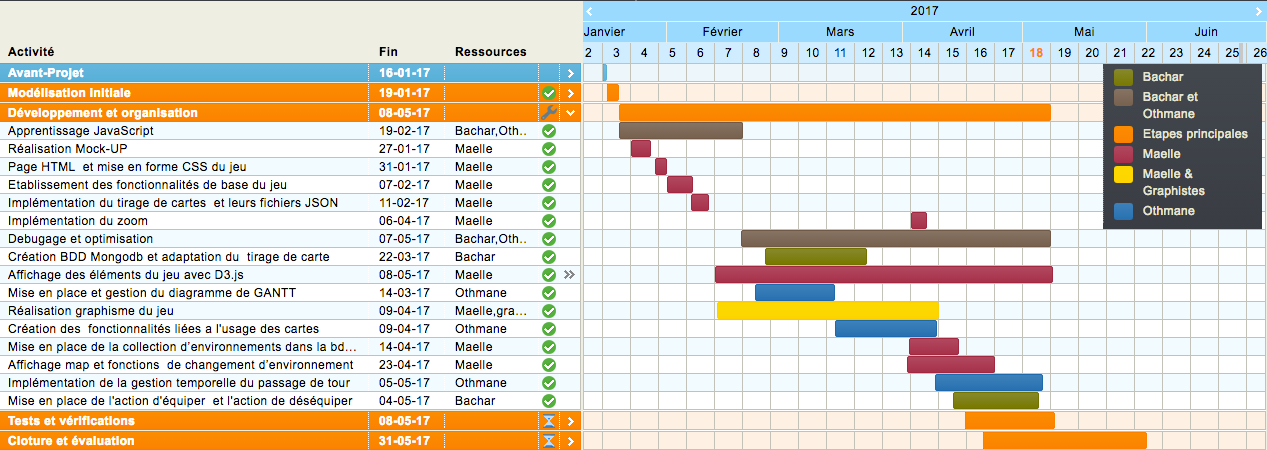 2017
Janvier Février Mars Avril Mai Juin
Activité Fin Ressources 2 3 4 5 6 7 8 9 10 11 12 13 14 15 16 17 18 19 20 21 22 23 24 25 26
Avant-Projet 16-01-17
Modélisation initiale 19-01-17
Développement et organisation 08-05-17
Apprentissage JavaScript 19-02-17 Bachar,Oth..
Réalisation Mock-UP 27-01-17 Maelle
Page HTML et mise en forme CSS du jeu 31-01-17 Maelle
Etablissement des fonctionnalités de base du jeu 07-02-17 Maelle
Implémentation du tirage de cartes et leurs fichiers JSON 11-02-17 Maelle
Implémentation du zoom 06-04-17 Maelle
Debugage et optimisation 07-05-17 Bachar,Oth..
Création BDD Mongodb et adaptation du tirage de carte 22-03-17 Bachar
Affichage des éléments du jeu avec D3.js 08-05-17 Maelle
Mise en place et gestion du diagramme de GANTT 14-03-17 Othmane
Réalisation graphisme du jeu 09-04-17 Maelle,gra...
Création des fonctionnalités liées a l'usage des cartes 09-04-17 Othmane
Mise en place de la collection d'environnements dans la bd... 14-04-17 Maelle
Affichage map et fonctions de changement d'environnement 23-04-17 Maelle
Implémentation de la gestion temporelle du passage de tour 05-05-17 Othmane
Mise en place de l'action d'équiper et l'action de déséquiper 04-05-17 Bachar
Tests et vérifications 08-05-17
Cloture et évaluation 31-05-17
Bachar
Bachar et
Othmane
Etapes principales
Maelle
Maelle &
Graphistes
Othmane